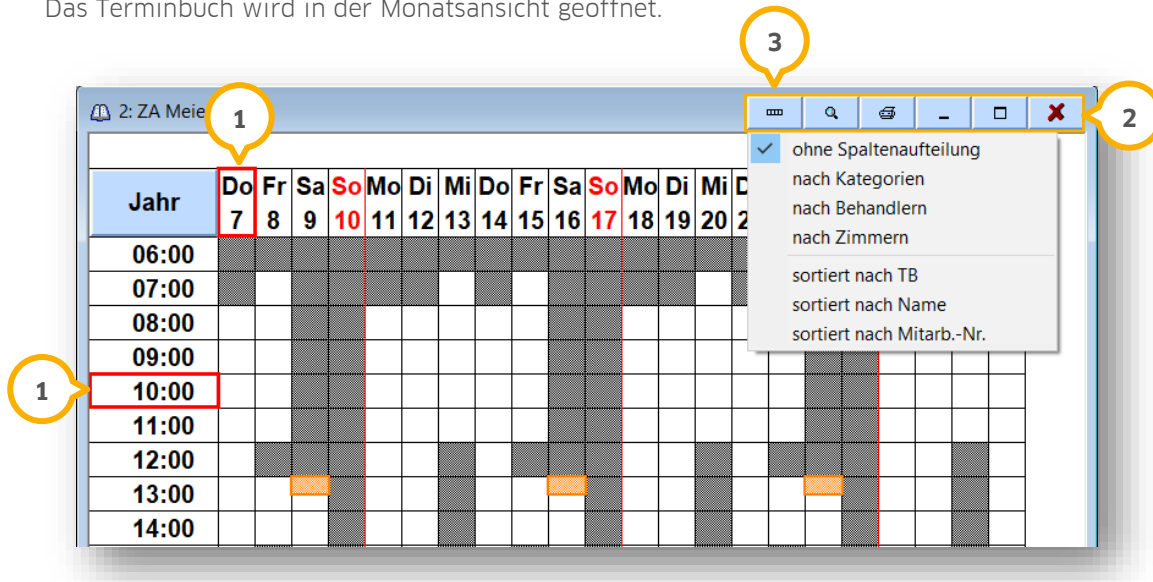 Das Terminbuch wird in der Monatsansicht geöffnet.
3
2: ZA Meie
1
2
ohne Spaltenaufteilung
nach Kategorien
nach Behandlern
nach Zimmern
sortiert nach TB
sortiert nach Name
sortiert nach Mitarb.-Nr.
Jahr
Do Fr Sa So Mo Di Mi Do Fr Sa So Mo Di Mi D
7 8 9 10 11 12 13 14 15 16 17 18 19 20 2
06:00
07:00
08:00
09:00
1
10:00
11:00
12:00
13:00
14:00